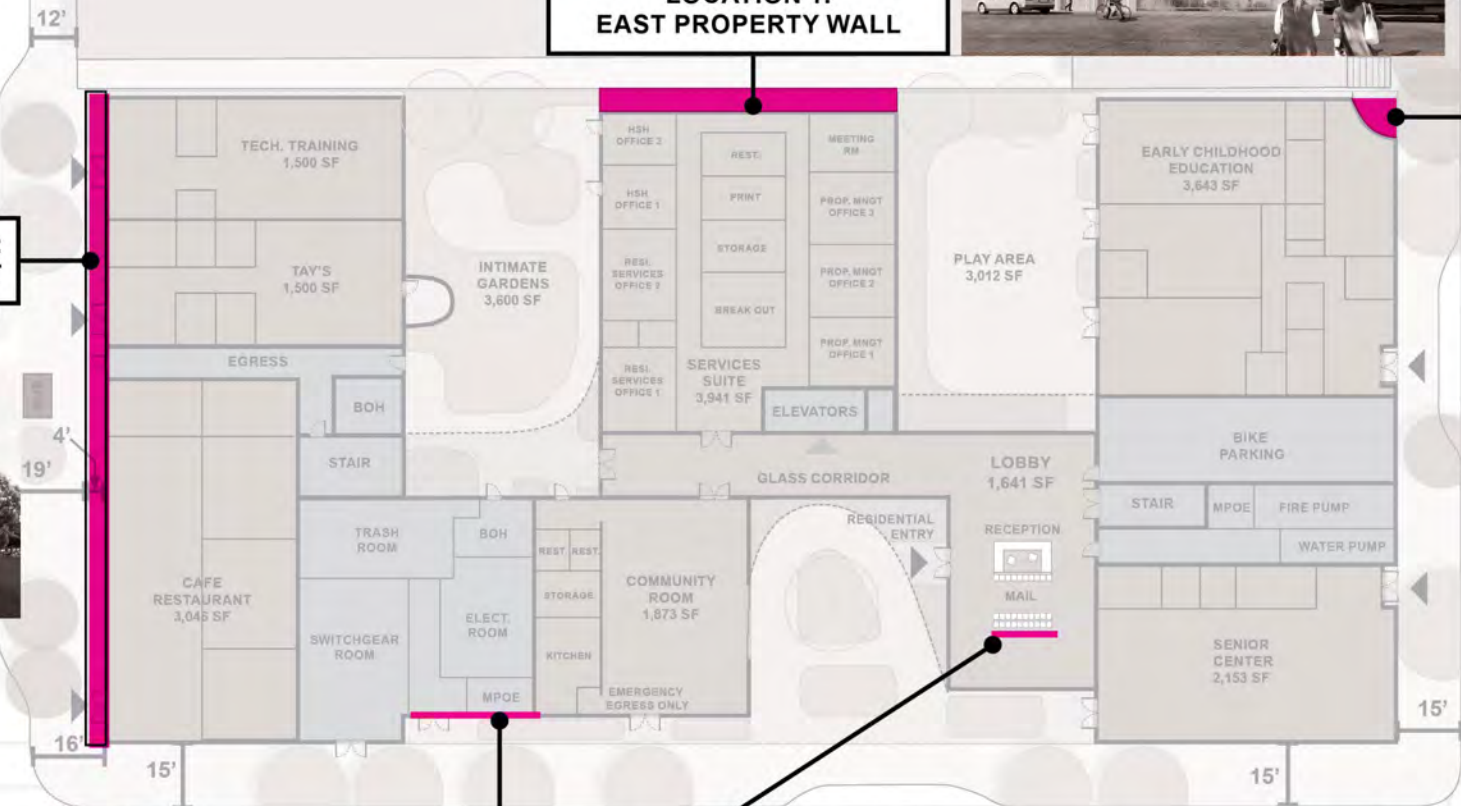 12'
EAST PROPERTY WALL
TECH. TRAINING
1,500 SF
TAY'S
1,500 SF
INTIMATE
GARDENS
3,600 SF
HSH
OFFICE 2
HSH
OFFICE 1
RESI.
SERVICES
OFFICE 2
RESI.
SERVICES
OFFICE 1
REST.
PRINT
STORAGE
BREAK OUT
SERVICES
SUITE
3,941 SF
MEETING
RM
PROP. MNGT
OFFICE 3
PROP. MNGT
OFFICE 2
PROP. MNGT
OFFICE 1
ELEVATORS
PLAY AREA
3,012 SF
EARLY CHILDHOOD
EDUCATION
3,643 SF
EGRESS
BOH
STAIR
4'
19'
GLASS CORRIDOR
LOBBY
1,641 SF
BIKE
PARKING
STAIR
MPOE
FIRE PUMP
WATER PUMP
TRASH
ROOM
BOH
REST
REST.
STORAGE
KITCHEN
COMMUNITY
ROOM
1,873 SF
EMERGENCY
EGRESS ONLY
RESIDENTIAL
ENTRY
RECEPTION
MAIL
CAFE
RESTAURANT
3,046 SF
SWITCHGEAR
ROOM
ELECT.
ROOM
MPOE
SENIOR
CENTER
2,153 SF
16'
15'
15'
15'